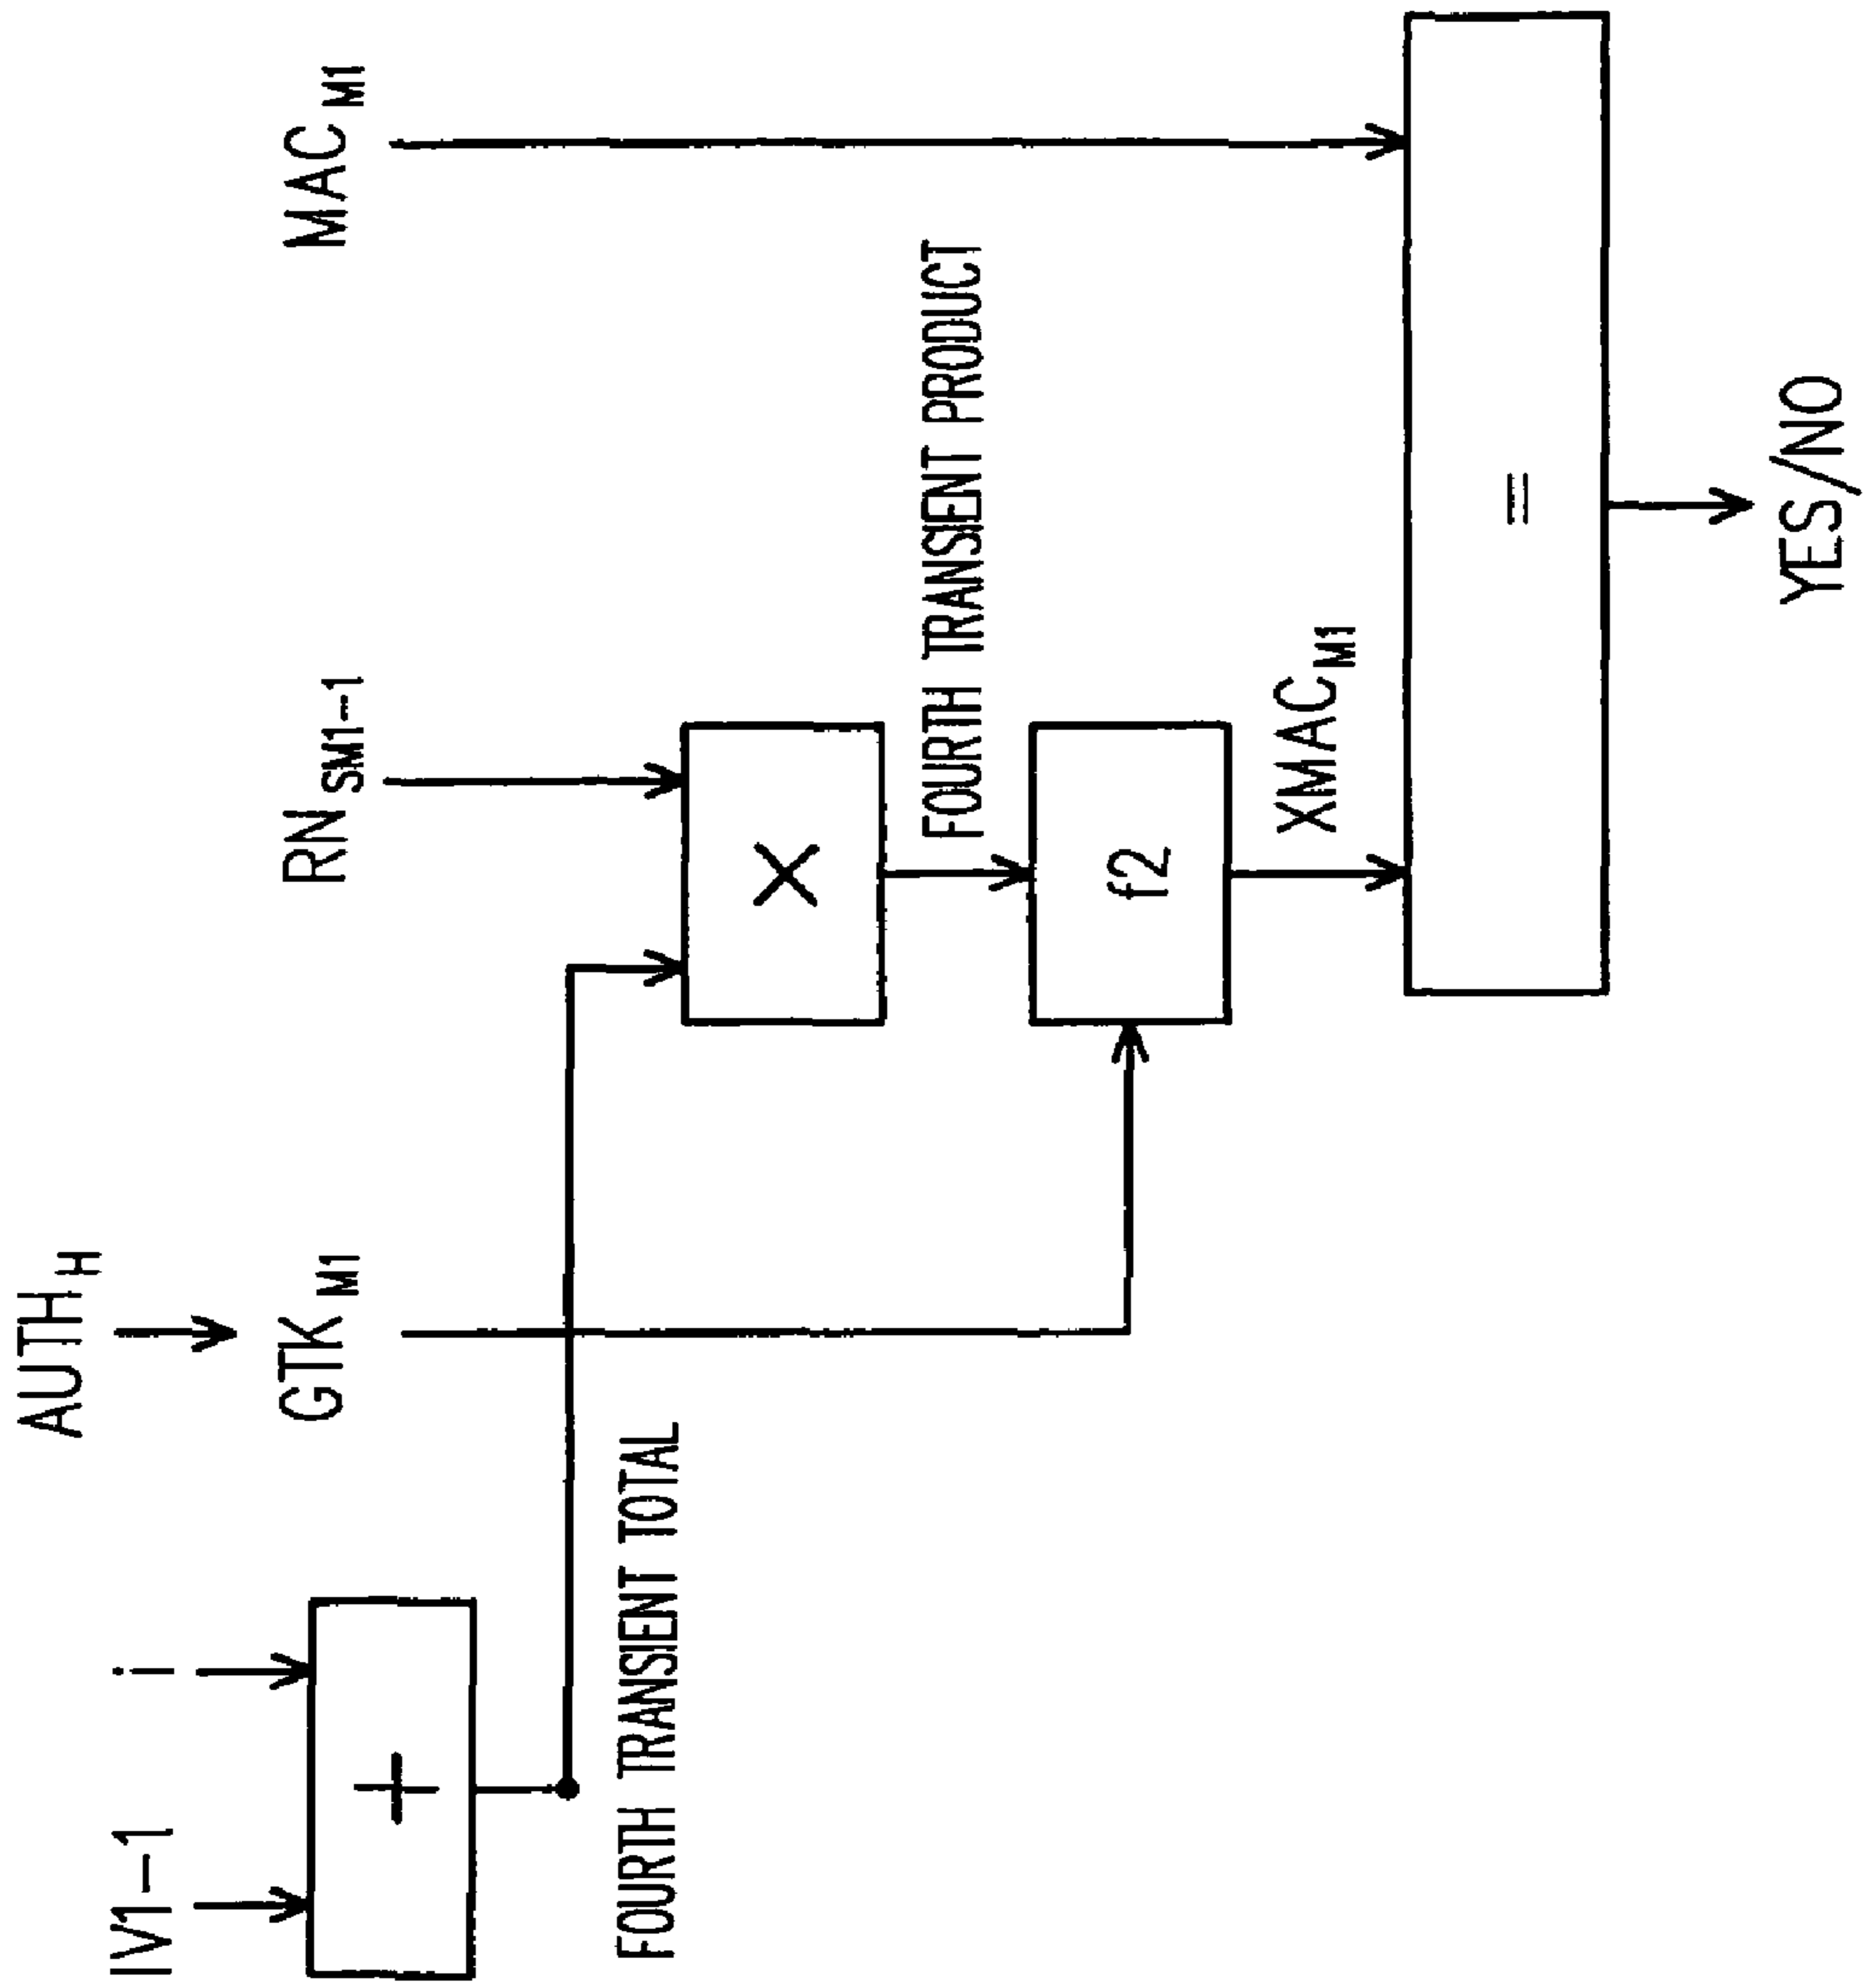 IV1-1
i
AUTH_H
GTK_M1
RN_SM1-1
MAC_M1
+
FOURTH TRANSIENT TOTAL
×
FOURTH TRANSIENT PRODUCT
f2
XMAC_M1
=
YES/NO